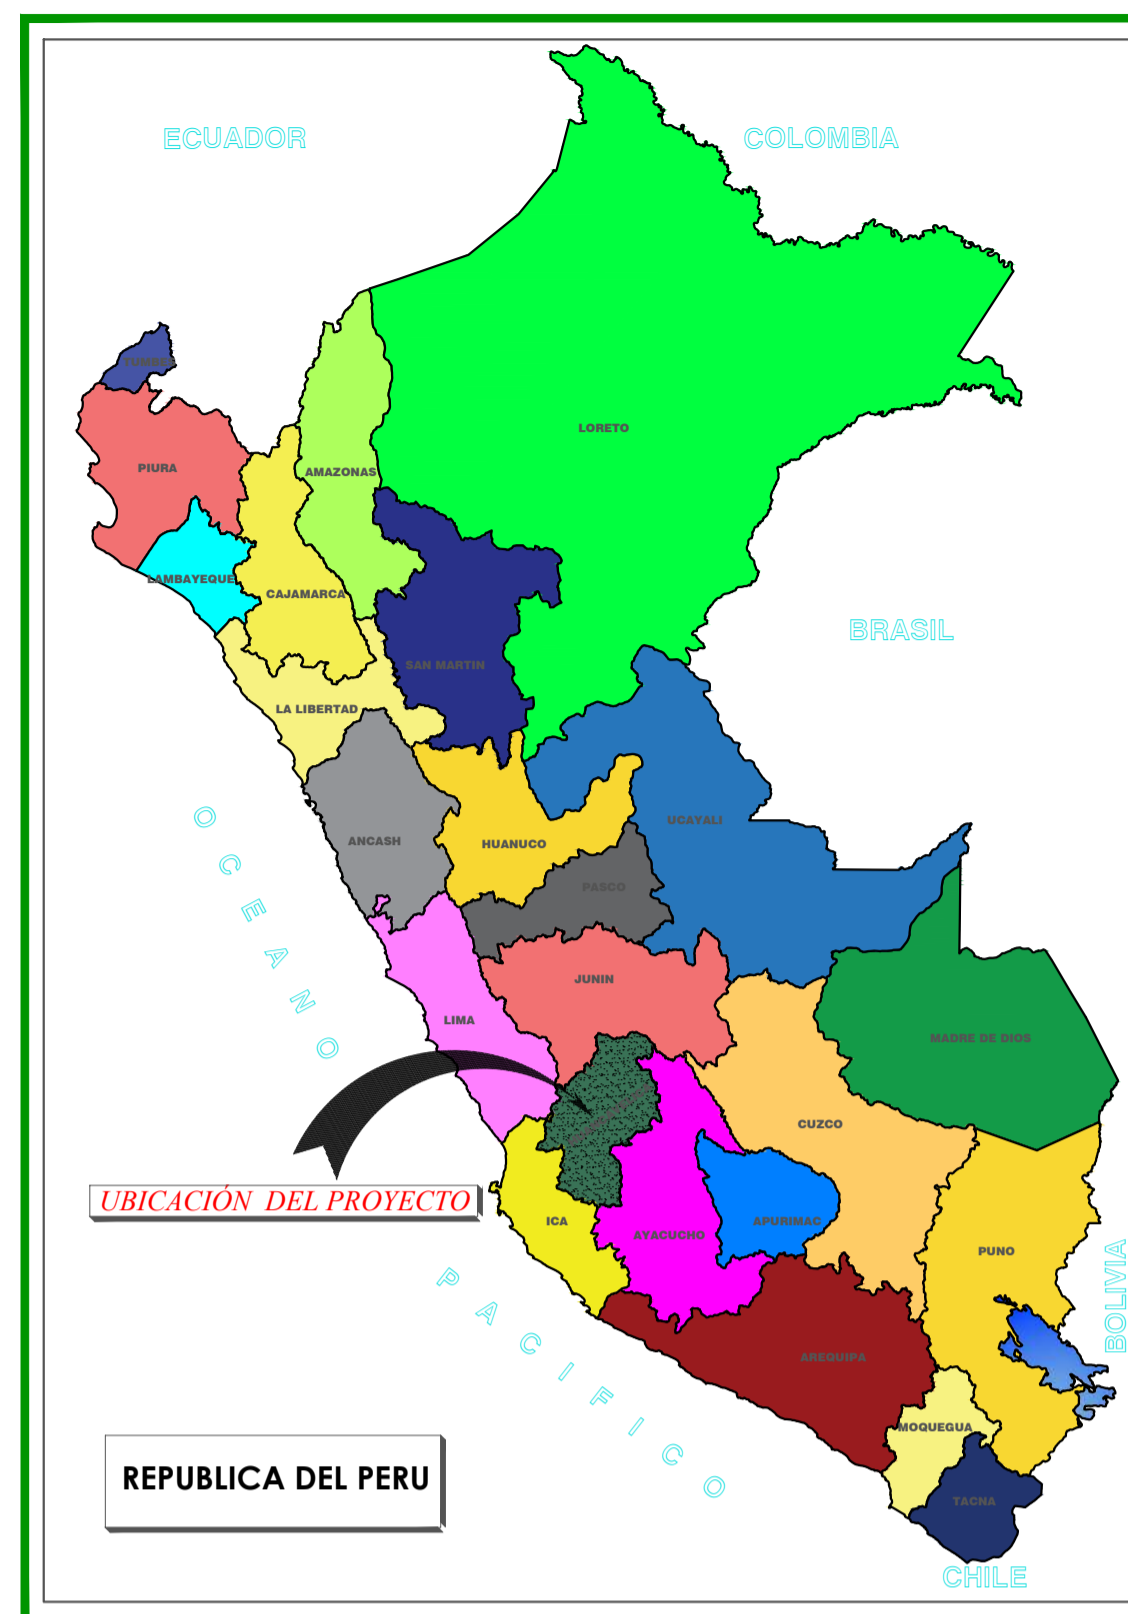 ECUADOR
COLOMBIA
TUMBES
LORETO
PIURA
AMAZONAS
LAMBAYEQUE
CAJAMARCA
BRASIL
SAN MARTIN
LA LIBERTAD
OCEANO
UCAYALI
ANCASH
HUANUCO
PASCO
JUNIN
LIMA
MADRE DE DIOS
CUZCO
UBICACIÓN DEL PROYECTO
ICA
AYACUCHO
APURIMAC
PUNO
BOLIVIA
PACIFICO
AREQUIPA
MOQUEGUA
REPUBLICA DEL PERU
TACNA
CHILE